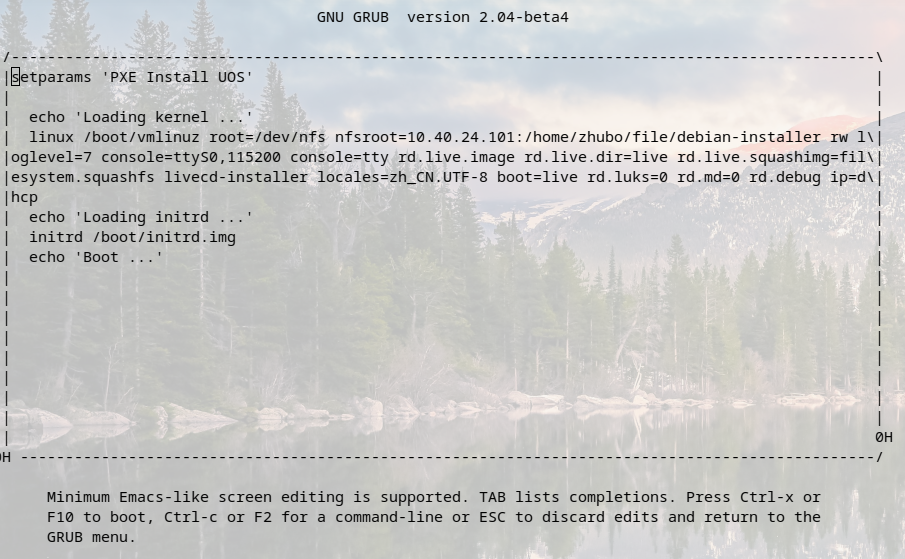 GNU GRUB  version 2.04-beta4
/----------------------------------------------------------------------------\
|setparams 'PXE Install UOS'                                                 |
|                                                                            |
|  echo 'Loading kernel ...'                                                 |
|  linux /boot/vmlinuz root=/dev/nfs nfsroot=10.40.24.101:/home/zhubo/file/debian-installer rw l\|
|oglevel=7 console=ttyS0,115200 console=tty rd.live.image rd.live.dir=live rd.live.squashimg=fil\|
|esystem.squashfs livecd-installer locales=zh_CN.UTF-8 boot=live rd.luks=0 rd.md=0 rd.debug ip=d\|
|hcp                                                                         |
|  echo 'Loading initrd ...'                                                 |
|  initrd /boot/initrd.img                                                   |
|  echo 'Boot ...'                                                           |
0H
0H ---------------------------------------------------------------------------/
Minimum Emacs-like screen editing is supported. TAB lists completions. Press Ctrl-x or
F10 to boot, Ctrl-c or F2 for a command-line or ESC to discard edits and return to the
GRUB menu.